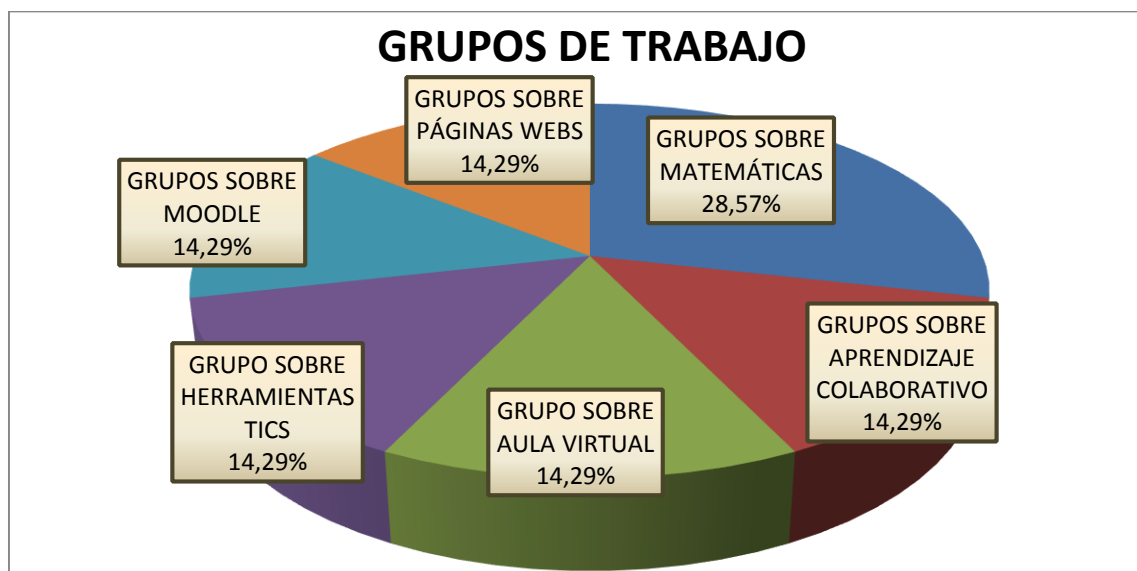 GRUPOS DE TRABAJO
GRUPOS SOBRE
PÁGINAS WEBS
14,29%
GRUPOS SOBRE
MATEMÁTICAS
28,57%
GRUPOS SOBRE
MOODLE
14,29%
GRUPOS SOBRE
APRENDIZAJE
COLABORATIVO
14,29%
GRUPO SOBRE
HERRAMIENTAS
TICS
14,29%
GRUPO SOBRE
AULA VIRTUAL
14,29%